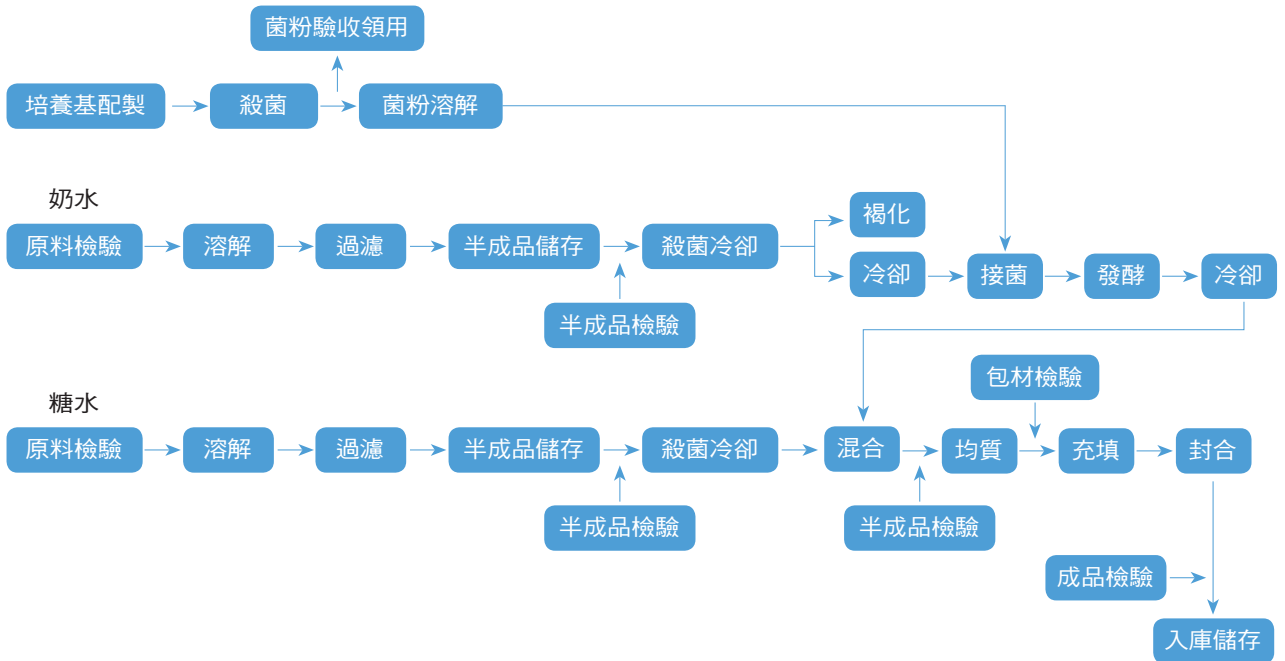 菌粉驗收領用
培養基配製
殺菌
菌粉溶解
奶水
原料檢驗
溶解
過濾
半成品儲存
殺菌冷卻
褐化
冷卻
接菌
發酵
冷卻
半成品檢驗
包材檢驗
糖水
原料檢驗
溶解
過濾
半成品儲存
殺菌冷卻
混合
均質
充填
封合
半成品檢驗
半成品檢驗
成品檢驗
入庫儲存